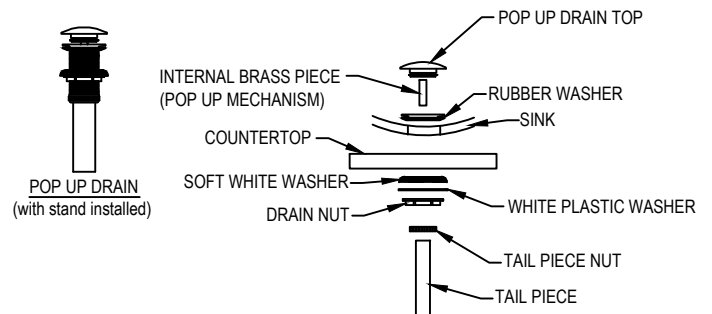 POP UP DRAIN TOP
INTERNAL BRASS PIECE
(POP UP MECHANISM)
RUBBER WASHER
SINK
COUNTERTOP
SOFT WHITE WASHER
WHITE PLASTIC WASHER
DRAIN NUT
TAIL PIECE NUT
TAIL PIECE
POP UP DRAIN
(with stand installed)